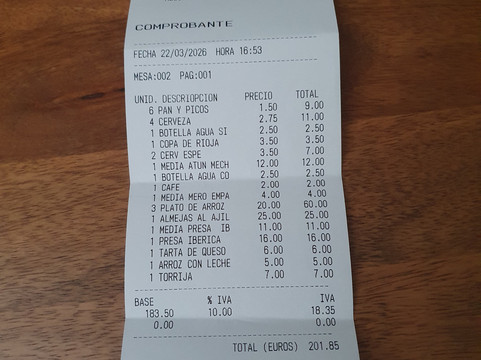 COMPROBANTE
FECHA 22/03/2026 HORA 16:53
MESA:002 PAG:001
UNID. DESCRIOPCION PRECIO TOTAL
6 PAN Y PICOS 1.50 9.00
4 CERVEZA 2.75 11.00
1 BOTELLA AGUA SI 2.50 2.50
1 COPA DE RIOJA 3.50 3.50
2 CERV ESPE 3.50 7.00
1 MEDIA ATUN MECH 12.00 12.00
1 BOTELLA AGUA CO 2.50 2.50
1 CAFE 2.00 2.00
1 MEDIA MERO EMPA 4.00 4.00
3 PLATO DE ARROZ 20.00 60.00
1 ALMEJAS AL AJIL 25.00 25.00
1 MEDIA PRESA IB 11.00 11.00
1 PRESA IBERICA 16.00 16.00
1 TARTA DE QUESO 6.00 6.00
1 ARROZ CON LECHE 5.00 5.00
1 TORRIJA 7.00 7.00
BASE % IVA IVA
183.50 10.00 18.35
0.00 0.00
TOTAL (EUROS) 201.85